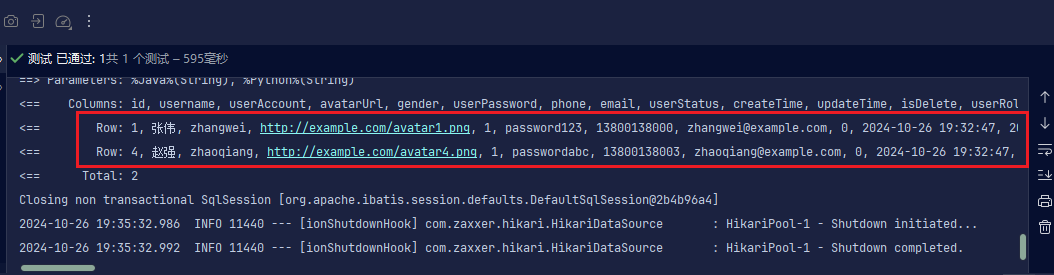 测试 已通过: 1共 1 个测试 – 595毫秒
==> Parameters: %Java%(String), %Python%(String)
<==    Columns: id, username, userAccount, avatarUrl, gender, userPassword, phone, email, userStatus, createTime, updateTime, isDelete, userRol
<==        Row: 1, 张伟, zhangwei, http://example.com/avatar1.png, 1, password123, 13800138000, zhangwei@example.com, 0, 2024-10-26 19:32:47, 20
<==        Row: 4, 赵强, zhaoqiang, http://example.com/avatar4.png, 1, passwordabc, 13800138003, zhaoqiang@example.com, 0, 2024-10-26 19:32:47,
<==      Total: 2
Closing non transactional SqlSession [org.apache.ibatis.session.defaults.DefaultSqlSession@2b4b96a4]
2024-10-26 19:35:32.986  INFO 11440 --- [ionShutdownHook] com.zaxxer.hikari.HikariDataSource       : HikariPool-1 - Shutdown initiated...
2024-10-26 19:35:32.992  INFO 11440 --- [ionShutdownHook] com.zaxxer.hikari.HikariDataSource       : HikariPool-1 - Shutdown completed.